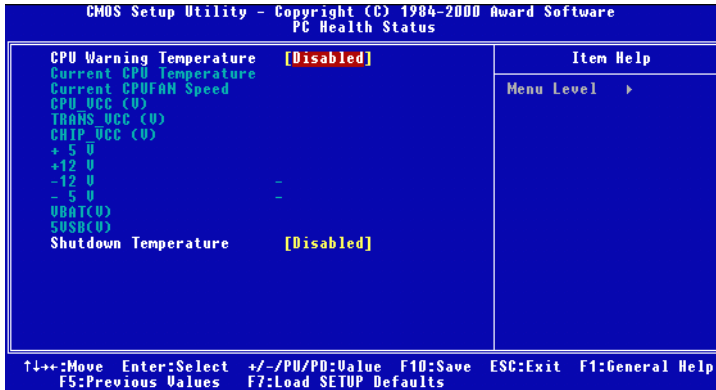 CMOS Setup Utility - Copyright (C) 1984-2000 Award Software
PC Health Status
CPU Warning Temperature [Disabled]
Item Help
Current CPU Temperature
Current CPUFAN Speed
Menu Level ▸
CPU_VCC (V)
TRANS_VCC (V)
CHIP_VCC (V)
+ 5 V
+12 V
-12 V -
- 5 V -
VBAT(V)
5VSB(V)
Shutdown Temperature [Disabled]
↑↓→←:Move Enter:Select +/-/PU/PD:Value F10:Save ESC:Exit F1:General Help
F5:Previous Values F7:Load SETUP Defaults